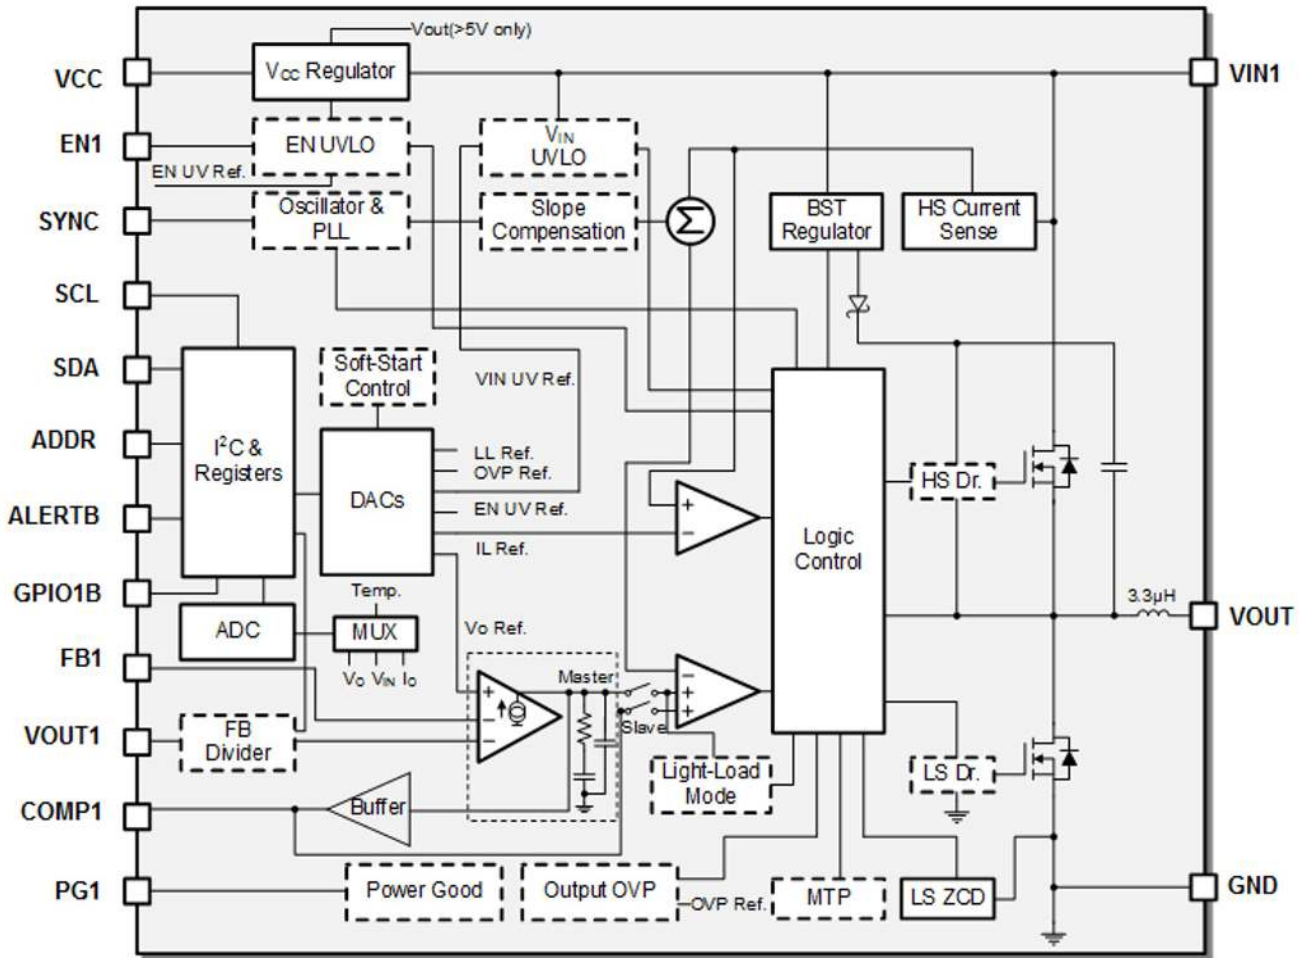 Vout(>5V only)
VCC
VCC Regulator
VIN1
EN1
EN UVLO
VIN
UVLO
EN UV Ref.
SYNC
Oscillator &
PLL
Slope
Compensation
Σ
BST
Regulator
HS Current
Sense
SCL
SDA
Soft-Start
Control
VIN UV Ref.
ADDR
I²C &
Registers
DACs
LL Ref.
OVP Ref.
EN UV Ref.
IL Ref.
+
−
HS Dr.
ALERTB
Logic
Control
GPIO1B
Temp.
ADC
MUX
VO VIN IO
Vo Ref.
3.3µH
VOUT
FB1
Master
+
−
−
Slave
−
+
+
VOUT1
FB
Divider
Light-Load
Mode
LS Dr.
COMP1
Buffer
PG1
Power Good
Output OVP
OVP Ref.
MTP
LS ZCD
GND